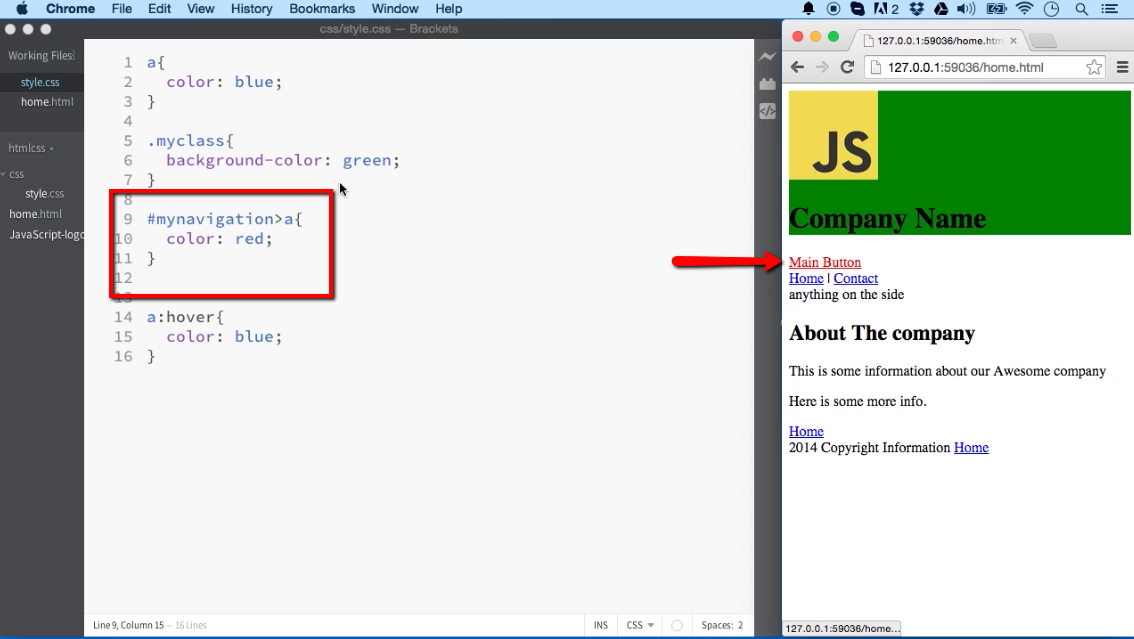 Chrome File Edit View History Bookmarks Window Help 2
css/style.css — Brackets
Working Files
style.css
home.html
htmlcss
css
style.css
home.html
JavaScript-logo
1 a{
2 color: blue;
3 }
4
5 .myclass{
6 background-color: green;
7 }
8
9 #mynavigation>a{
10 color: red;
11 }
12
13
14 a:hover{
15 color: blue;
16 }
Line 9, Column 15 — 16 Lines
INS CSS Spaces: 2
127.0.0.1:59036/home.htm
127.0.0.1:59036/home.html
JS
Company Name
Main Button
Home | Contact
anything on the side
About The company
This is some information about our Awesome company
Here is some more info.
Home
2014 Copyright Information Home
127.0.0.1:59036/home...